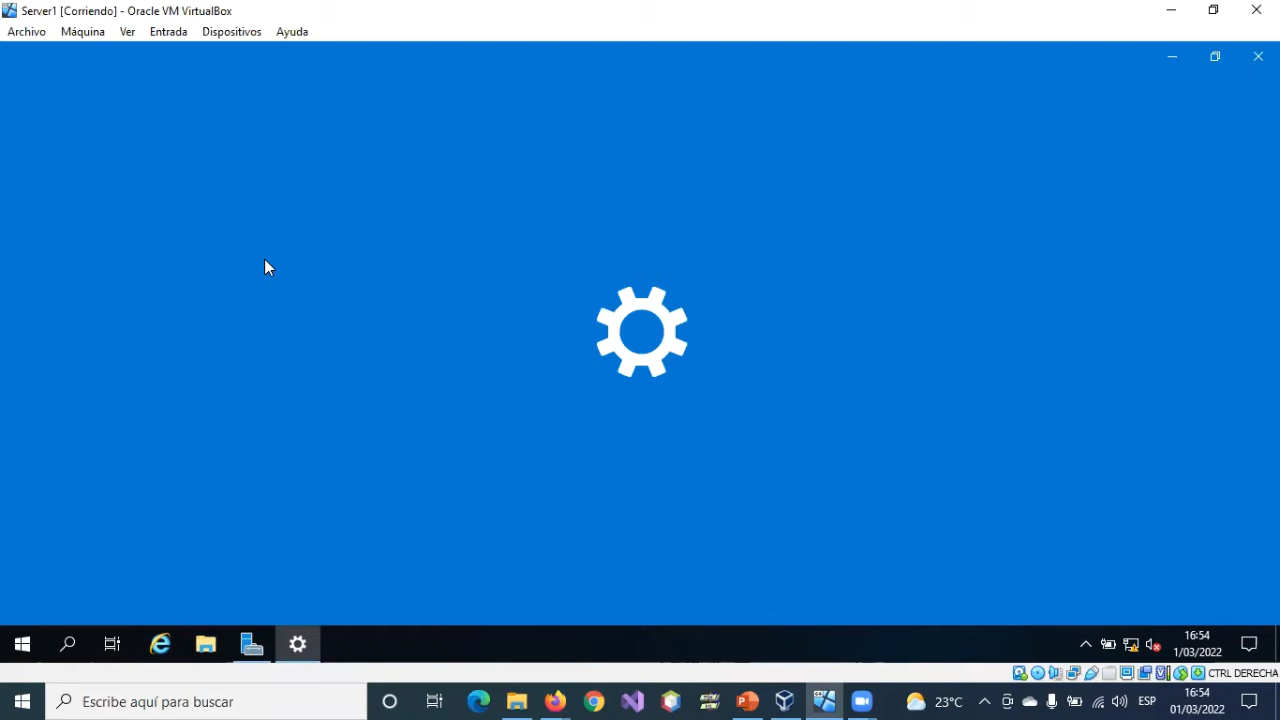 Server1 [Corriendo] - Oracle VM VirtualBox
Archivo Máquina Ver Entrada Dispositivos Ayuda
16:54
1/03/2022
CTRL DERECHA
Escribe aquí para buscar
23°C
ESP
16:54
01/03/2022